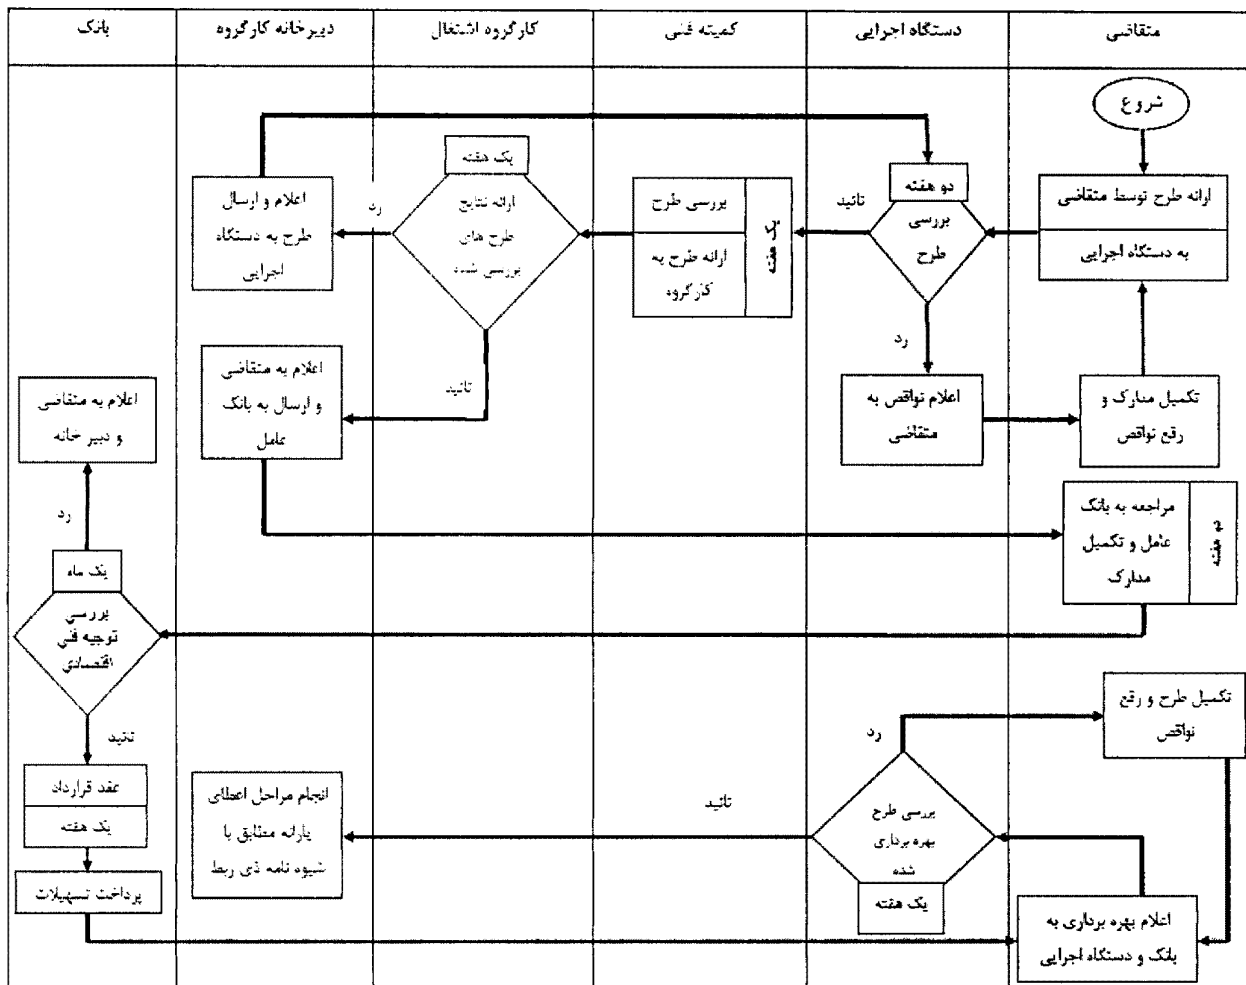 متقاضی
دستگاه اجرایی
کمیته فنی
کارگروه اشتغال
دبیرخانه کارگروه
بانک
شروع
ارائه طرح توسط متقاضی
به دستگاه اجرایی
دو هفته
بررسی
طرح
تائید
یک هفته
بررسی طرح
ارائه طرح به
کارگروه
یک هفته
ارائه نتایج
طرح های
بررسی شده
رد
اعلام و ارسال
طرح به دستگاه
اجرایی
رد
تائید
اعلام نواقص به
متقاضی
تکمیل مدارک و
رفع نواقص
اعلام به متقاضی
و ارسال به بانک
عامل
اعلام به متقاضی
و دبیر خانه
رد
مراجعه به بانک
عامل و تکمیل
مدارک
دو هفته
یک ماه
بررسی
توجیه فنی
اقتصادی
تائید
عقد قرارداد
یک هفته
پرداخت تسهیلات
تکمیل طرح و رفع
نواقص
رد
بررسی طرح
بهره برداری
شده
یک هفته
تائید
انجام مراحل اعطای
یارانه مطابق با
شیوه نامه ذی ربط
اعلام بهره برداری به
بانک و دستگاه اجرایی